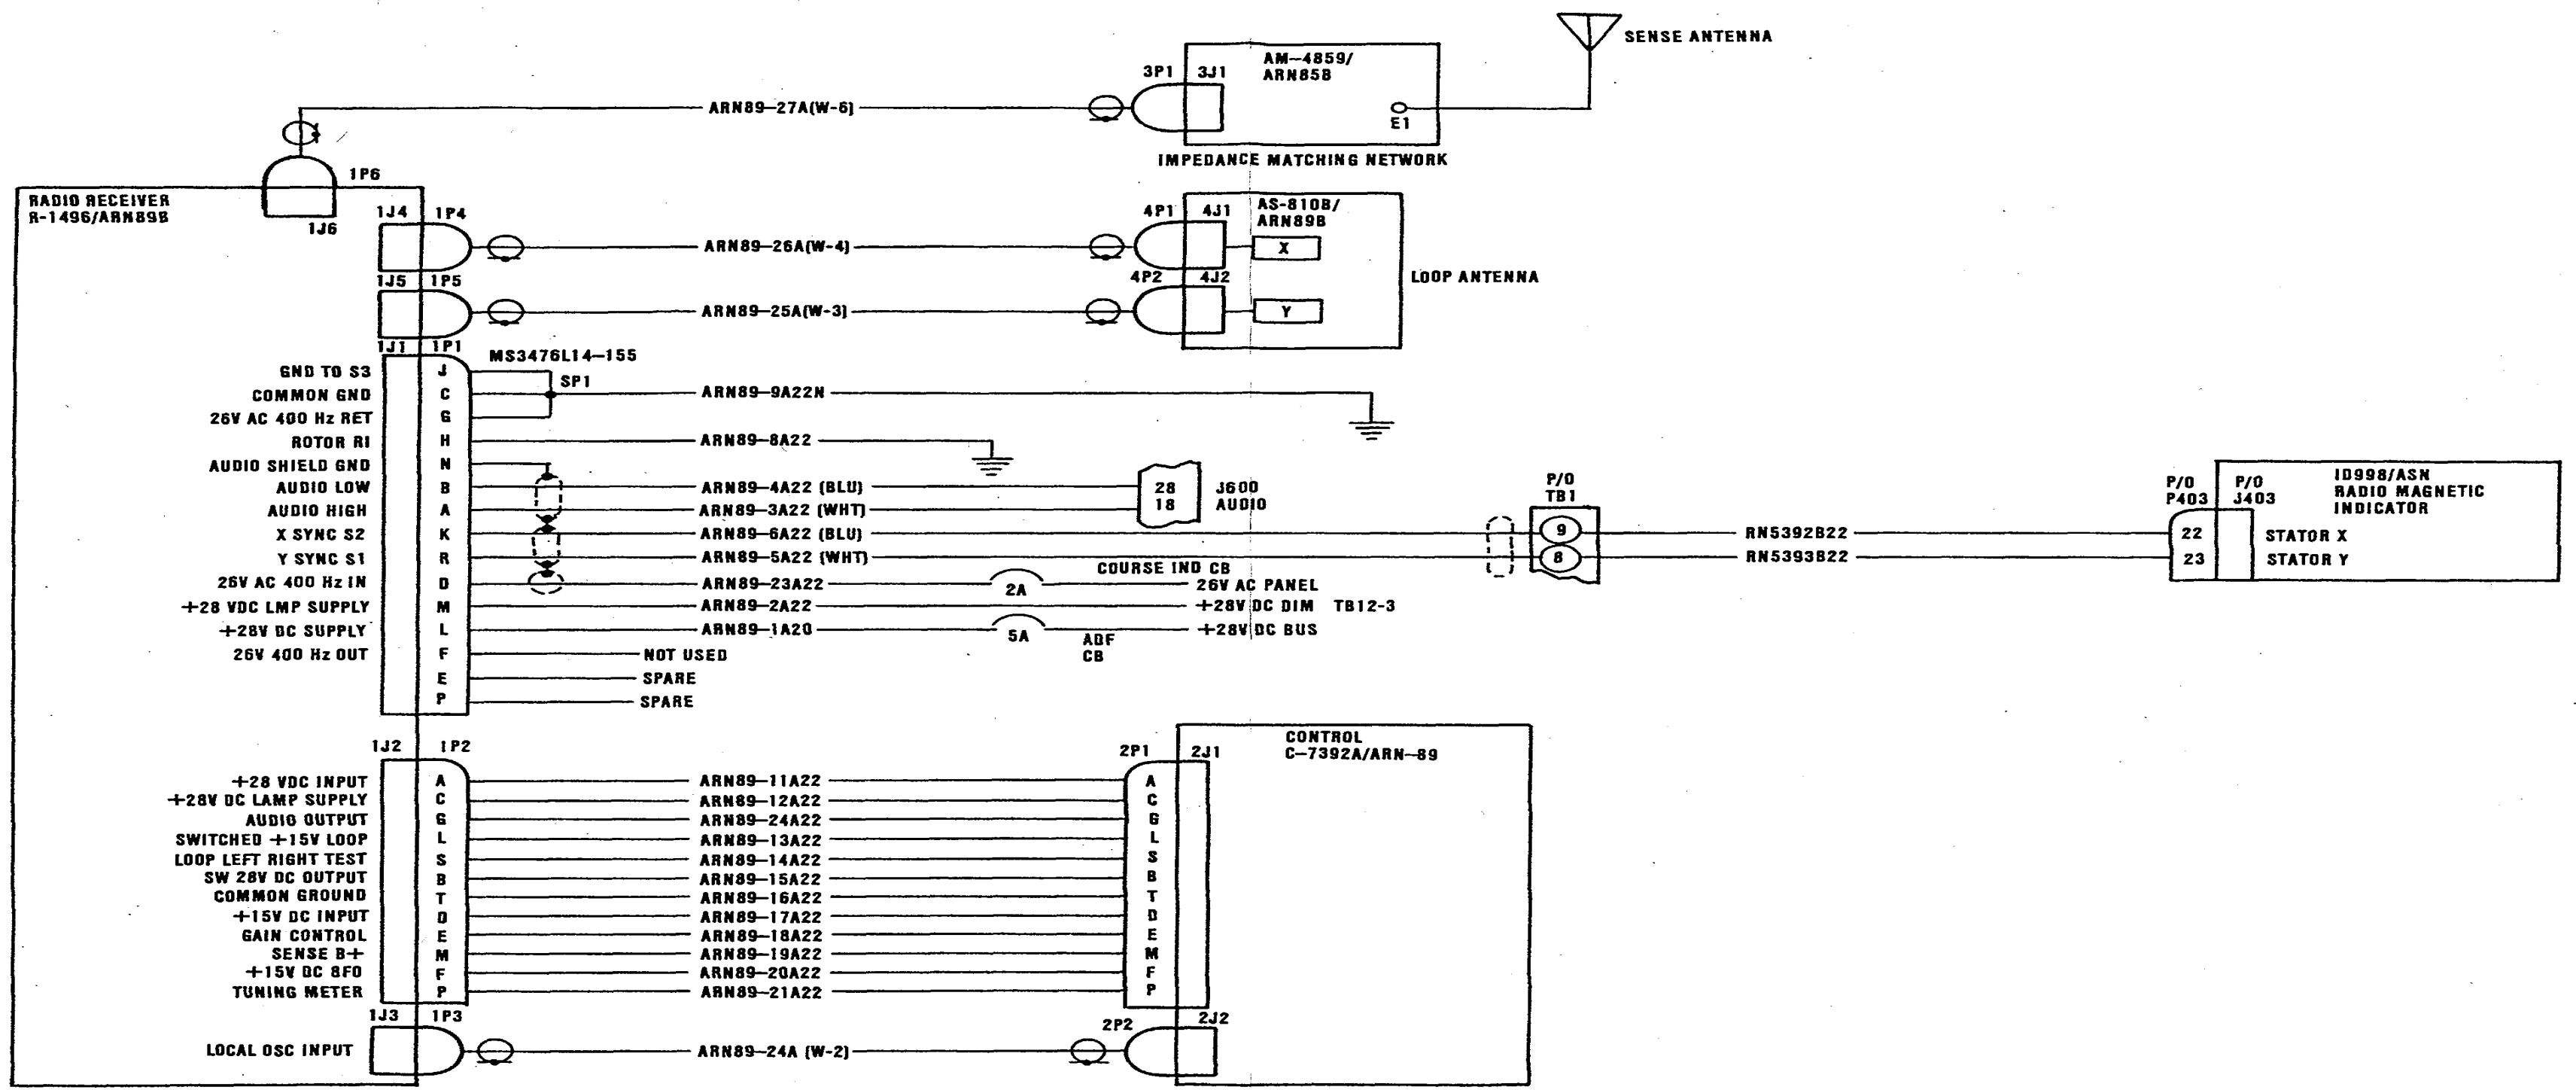 SENSE ANTENNA
AM-4859/
ARN85B
3P1 3J1
ARN89-27A(W-6)
E1
IMPEDANCE MATCHING NETWORK
1P6
RADIO RECEIVER
R-1496/ARN89B
1J6
1J4 1P4
4P1 4J1
AS-810B/
ARN89B
ARN89-26A(W-4)
X
1J5 1P5
4P2 4J2
LOOP ANTENNA
ARN89-25A(W-3)
Y
1J1 1P1
MS3476L14-155
GND TO S3 J
SP1
COMMON GND C ARN89-9A22N
26V AC 400 Hz RET G
ROTOR RI H ARN89-8A22
AUDIO SHIELD GND N
AUDIO LOW B ARN89-4A22 (BLU) 28
J600
AUDIO
AUDIO HIGH A ARN89-3A22 (WHT) 18
P/O
TB1
P/O
P403
P/O
J403
ID998/ASN
RADIO MAGNETIC
INDICATOR
X SYNC S2 K ARN89-6A22 (BLU) 9 RN5392B22 22 STATOR X
Y SYNC S1 R ARN89-5A22 (WHT) 8 RN5393B22 23 STATOR Y
COURSE IND CB
26V AC 400 Hz IN D ARN89-23A22 2A 26V AC PANEL
+28 VDC LMP SUPPLY M ARN89-2A22 +28V DC DIM TB12-3
+28V DC SUPPLY L ARN89-1A20 5A +28V DC BUS
ADF
CB
26V 400 Hz OUT F NOT USED
E SPARE
P SPARE
1J2 1P2
2P1 2J1
CONTROL
C-7392A/ARN-89
+28 VDC INPUT A ARN89-11A22 A
+28V DC LAMP SUPPLY C ARN89-12A22 C
AUDIO OUTPUT G ARN89-24A22 G
SWITCHED +15V LOOP L ARN89-13A22 L
LOOP LEFT RIGHT TEST S ARN89-14A22 S
SW 28V DC OUTPUT B ARN89-15A22 B
COMMON GROUND T ARN89-16A22 T
+15V DC INPUT D ARN89-17A22 D
GAIN CONTROL E ARN89-18A22 E
SENSE B+ M ARN89-19A22 M
+15V DC 8FO F ARN89-20A22 F
TUNING METER P ARN89-21A22 P
1J3 1P3
2P2 2J2
LOCAL OSC INPUT ARN89-24A (W-2)